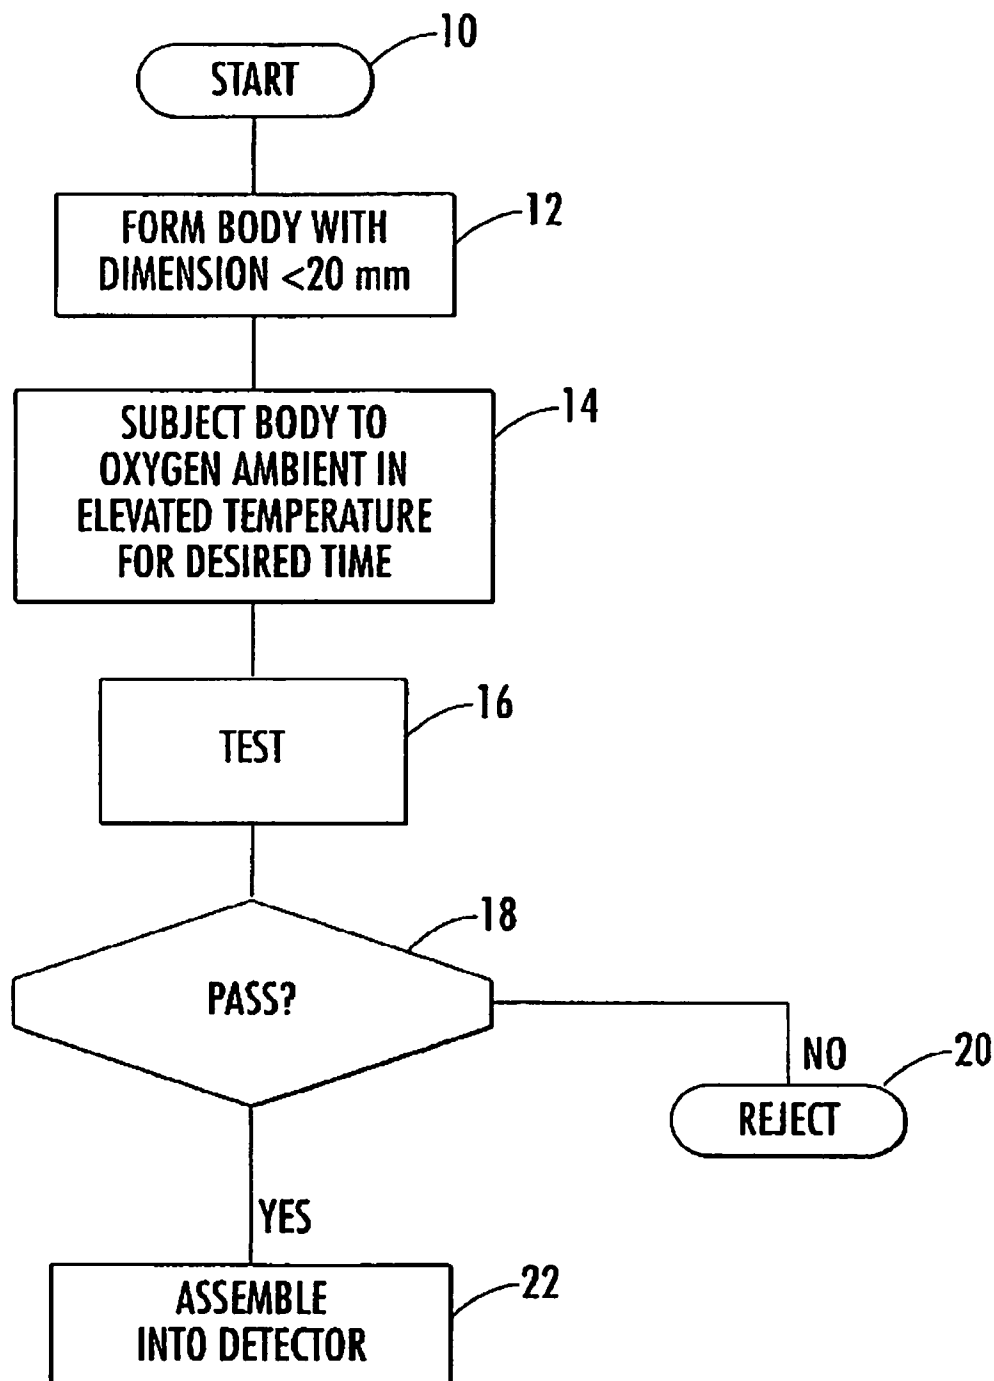 10
START
12
FORM BODY WITH
DIMENSION <20 mm
14
SUBJECT BODY TO
OXYGEN AMBIENT IN
ELEVATED TEMPERATURE
FOR DESIRED TIME
16
TEST
18
PASS?
NO
20
REJECT
YES
22
ASSEMBLE
INTO DETECTOR